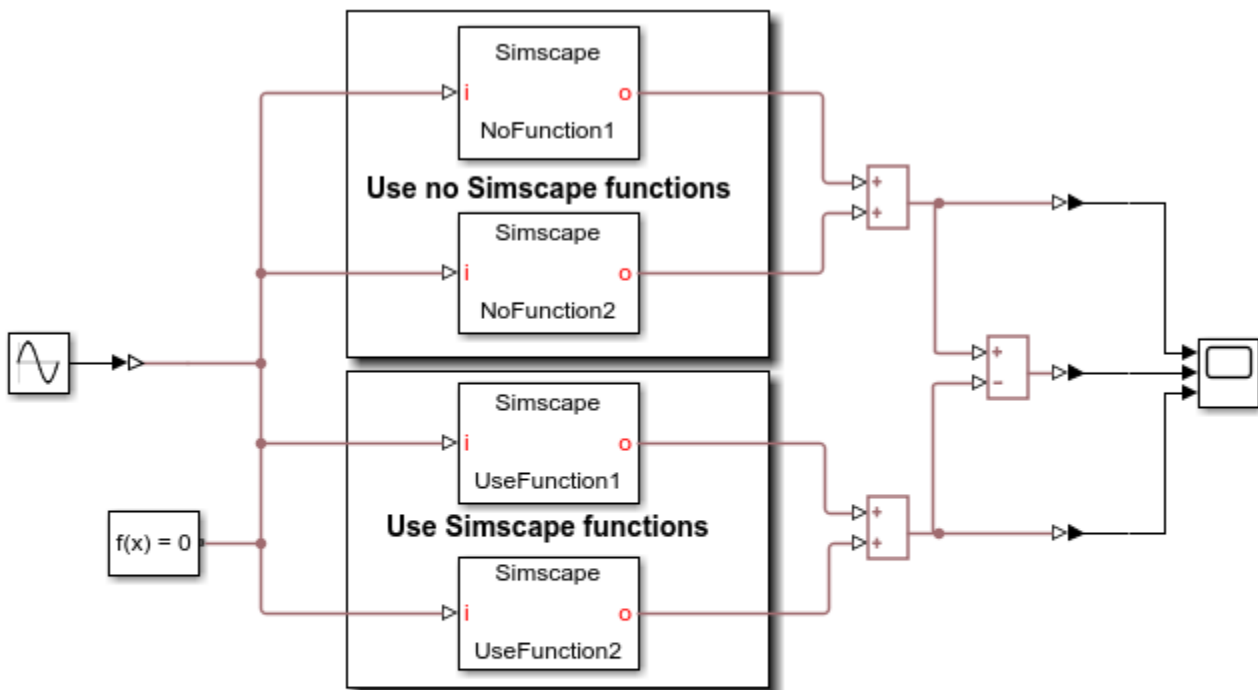 Simscape
i
o
NoFunction1
Use no Simscape functions
+
+
Simscape
i
o
NoFunction2
+
−
Simscape
i
o
UseFunction1
Use Simscape functions
+
+
f(x) = 0
Simscape
i
o
UseFunction2